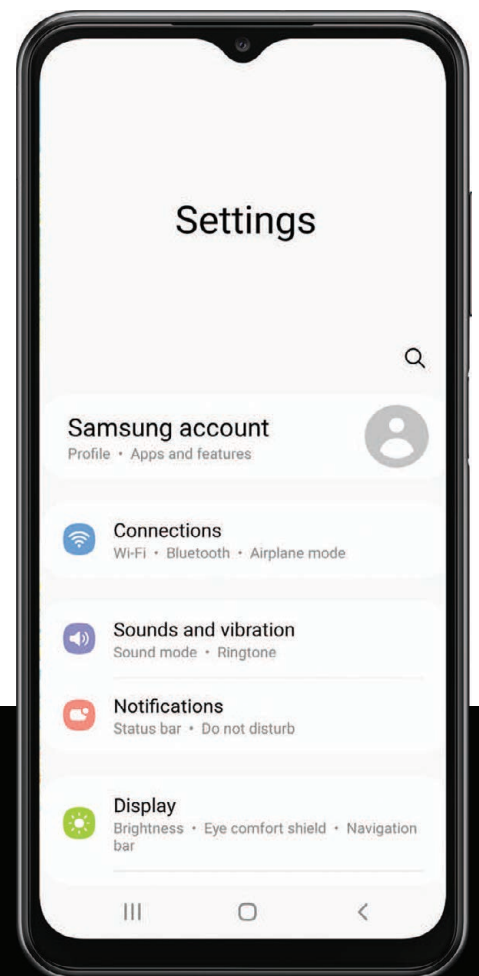 Settings
Samsung account
Profile • Apps and features
Connections
Wi-Fi • Bluetooth • Airplane mode
Sounds and vibration
Sound mode • Ringtone
Notifications
Status bar • Do not disturb
Display
Brightness • Eye comfort shield • Navigation
bar